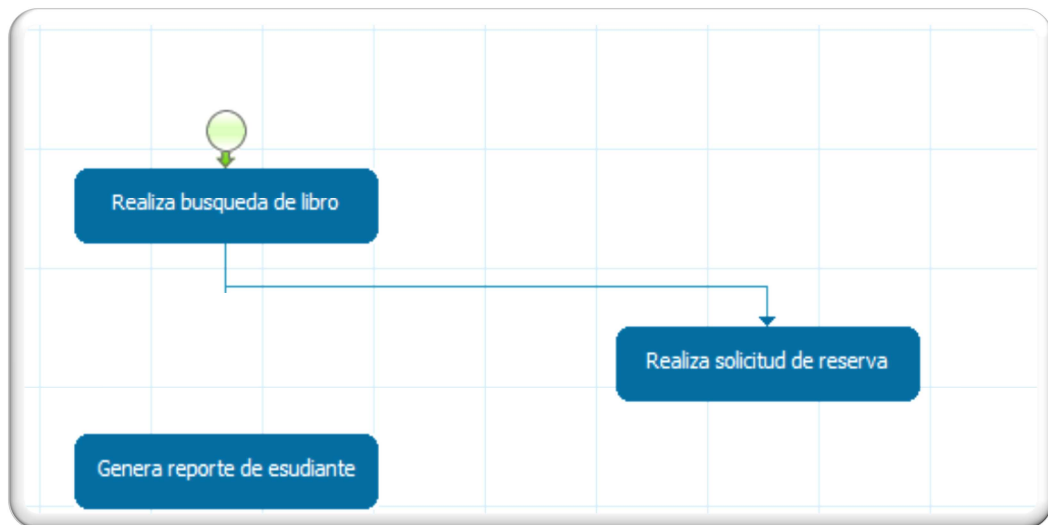 Realiza busqueda de libro
Realiza solicitud de reserva
Genera reporte de esudiante